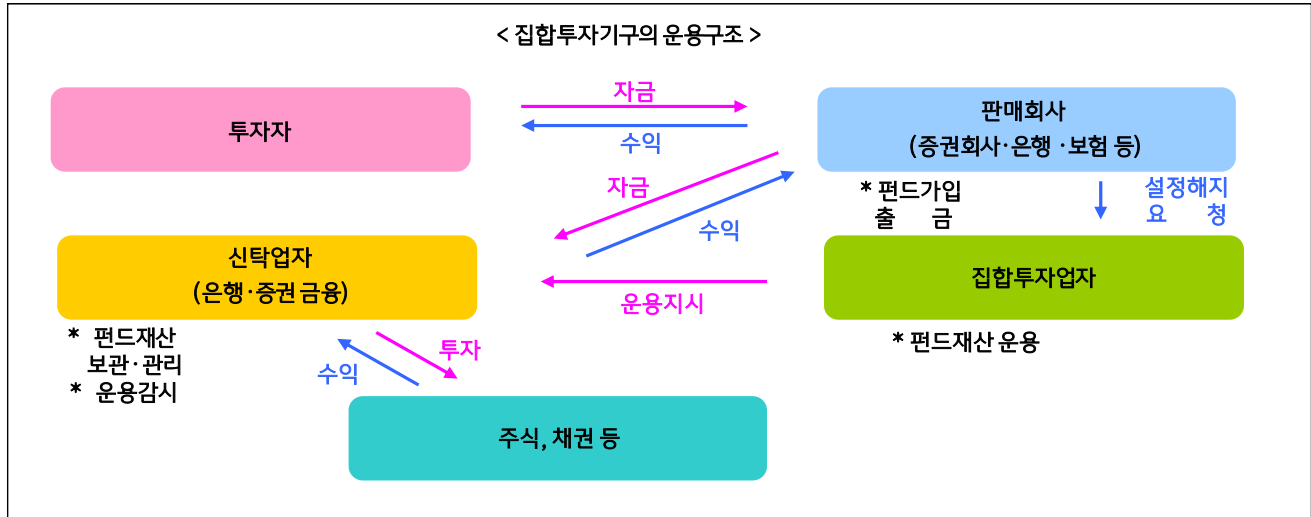 < 집합투자기구의 운용구조 >
자금
투자자
판매회사
(증권회사·은행 ·보험 등)
수익
자금
* 펀드가입
출 금
설정해지
요 청
수익
신탁업자
(은행·증권 금융)
집합투자업자
운용지시
* 펀드재산
보관·관리
* 운용감시
* 펀드재산 운용
투자
수익
주식, 채권 등